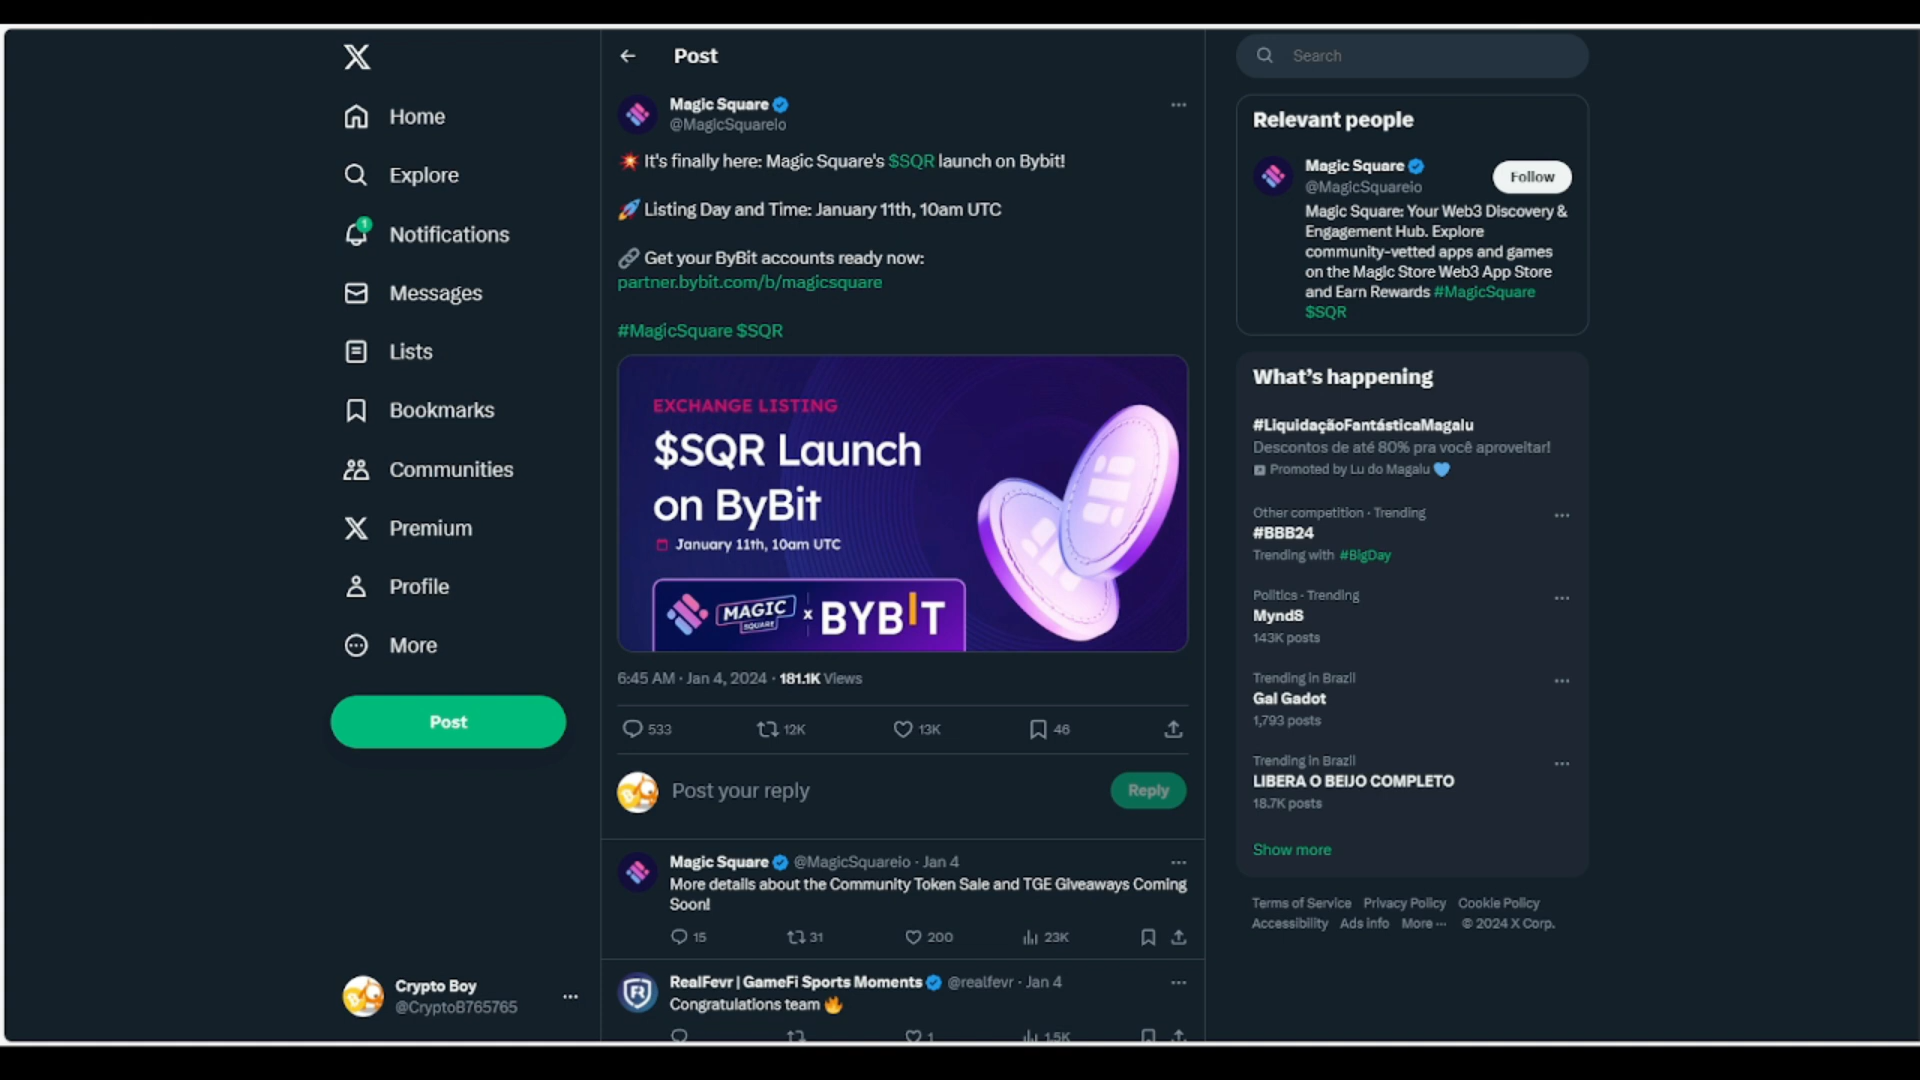 Home
Explore
1
Notifications
Messages
Lists
Bookmarks
Communities
Premium
Profile
More
Post
Crypto Boy
@CryptoB765765
Post
Magic Square
@MagicSquareio
💥 It's finally here: Magic Square's $SQR launch on Bybit!
🚀 Listing Day and Time: January 11th, 10am UTC
🔗 Get your ByBit accounts ready now:
partner.bybit.com/b/magicsquare
#MagicSquare $SQR
EXCHANGE LISTING
$SQR Launch
on ByBit
January 11th, 10am UTC
MAGIC SQUARE x BYBIT
6:45 AM · Jan 4, 2024 · 181.1K Views
533 12K 13K 46
Post your reply
Reply
Magic Square @MagicSquareio · Jan 4
More details about the Community Token Sale and TGE Giveaways Coming
Soon!
15 31 200 23K
RealFevr | GameFi Sports Moments @realfevr · Jan 4
Congratulations team 🔥
1 1.5K
Search
Relevant people
Magic Square
@MagicSquareio
Follow
Magic Square: Your Web3 Discovery &
Engagement Hub. Explore
community-vetted apps and games
on the Magic Store Web3 App Store
and Earn Rewards #MagicSquare
$SQR
What's happening
#LiquidaçãoFantásticaMagalu
Descontos de até 80% pra você aproveitar!
Promoted by Lu do Magalu 💙
Other competition · Trending
#BBB24
Trending with #BigDay
Politics · Trending
Mynd8
143K posts
Trending in Brazil
Gal Gadot
1,793 posts
Trending in Brazil
LIBERA O BEIJO COMPLETO
18.7K posts
Show more
Terms of Service Privacy Policy Cookie Policy
Accessibility Ads info More ··· © 2024 X Corp.